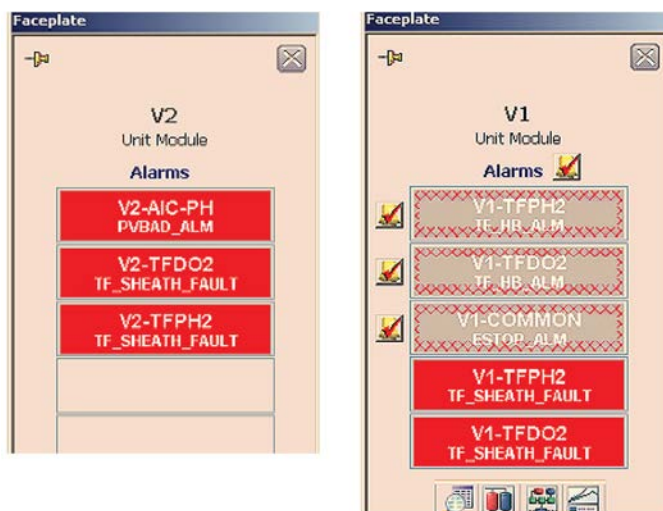 Faceplate
V2
Unit Module
Alarms
V2-AIC-PH
PVBAD_ALM
V2-TFDO2
TF_SHEATH_FAULT
V2-TFPH2
TF_SHEATH_FAULT
Faceplate
V1
Unit Module
Alarms
V1-TFPH2
TF_HB_ALM
V1-TFDO2
TF_HB_ALM
V1-COMMON
ESTOP_ALM
V1-TFPH2
TF_SHEATH_FAULT
V1-TFDO2
TF_SHEATH_FAULT